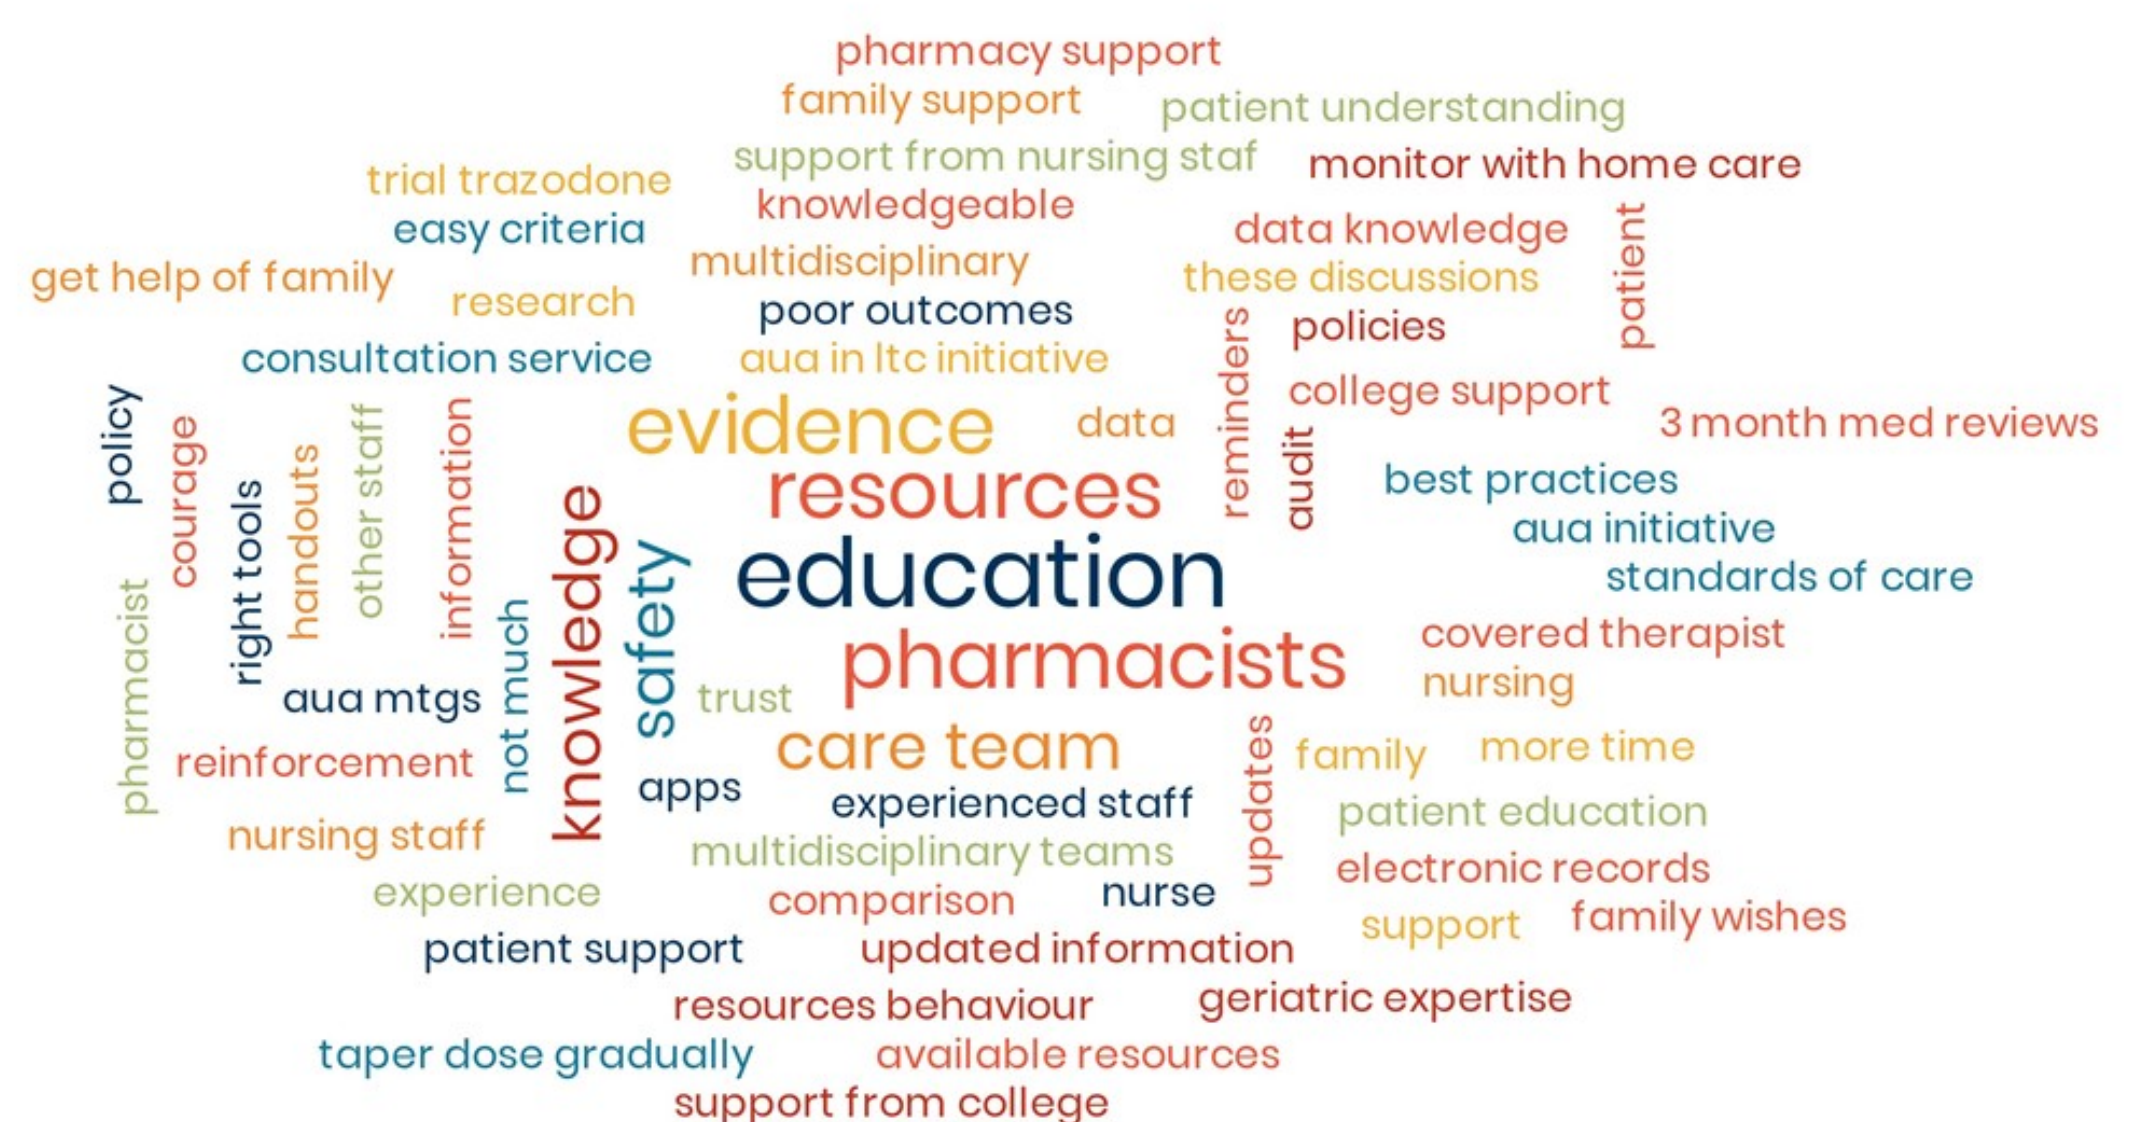 pharmacy support
family support
patient understanding
support from nursing staf
monitor with home care
trial trazodone
knowledgeable
easy criteria
data knowledge
patient
multidisciplinary
get help of family
these discussions
research
poor outcomes
policies
reminders
consultation service
aua in ltc initiative
college support
policy
courage
right tools
handouts
other staff
information
evidence
data
audit
3 month med reviews
resources
best practices
aua initiative
knowledge
safety
education
standards of care
pharmacist
not much
pharmacists
covered therapist
nursing
aua mtgs
trust
reinforcement
care team
updates
family
more time
apps
experienced staff
patient education
nursing staff
multidisciplinary teams
electronic records
experience
comparison
nurse
support
family wishes
patient support
updated information
resources behaviour
geriatric expertise
taper dose gradually
available resources
support from college